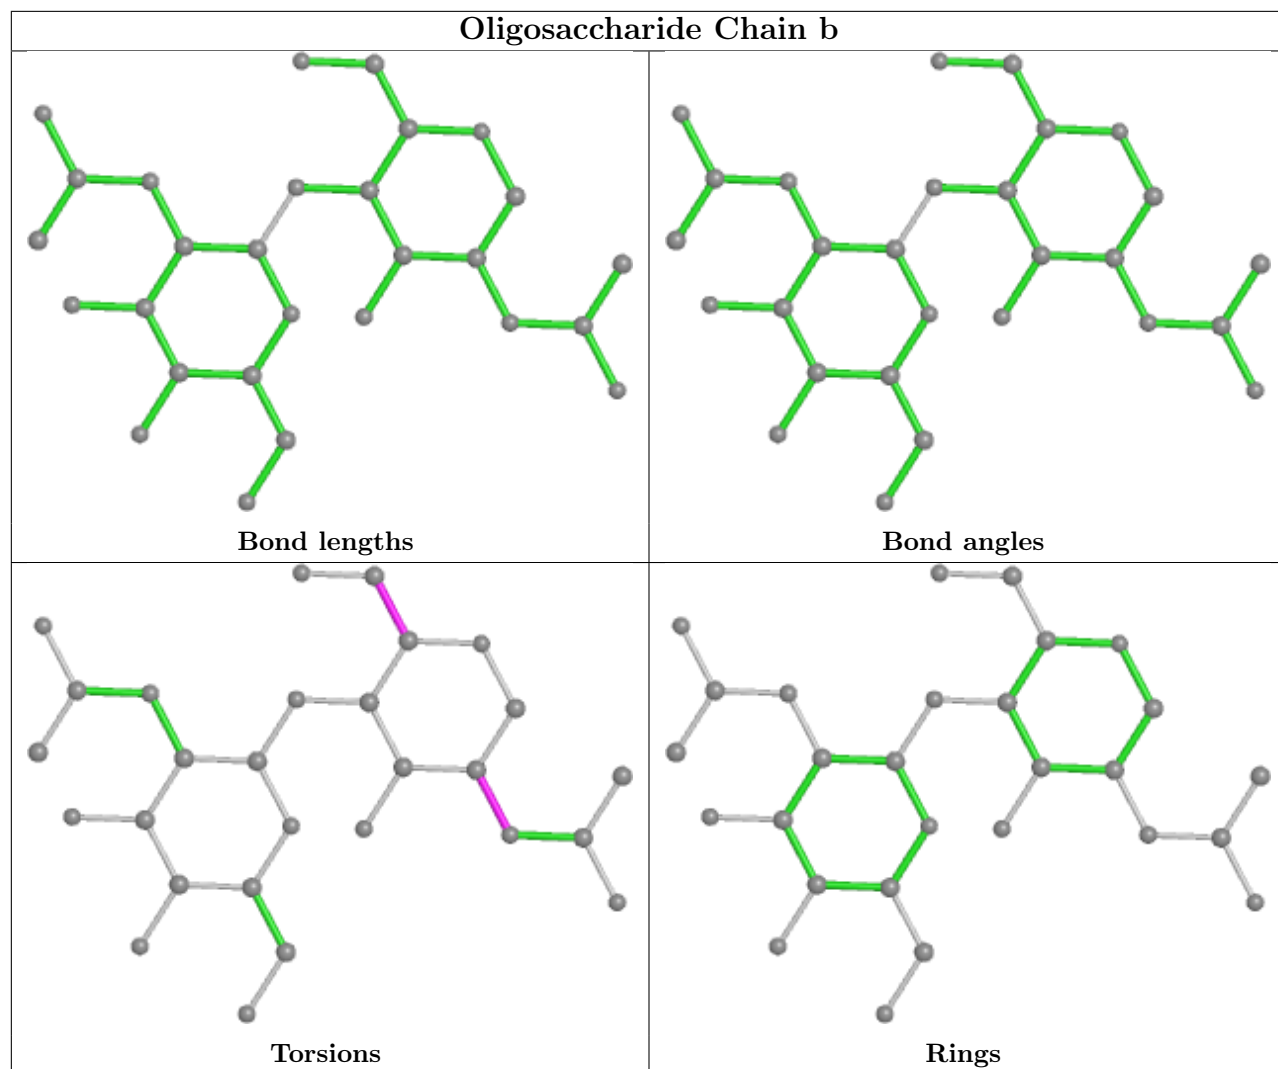 Oligosaccharide Chain b
Bond lengths
Bond angles
Torsions
Rings